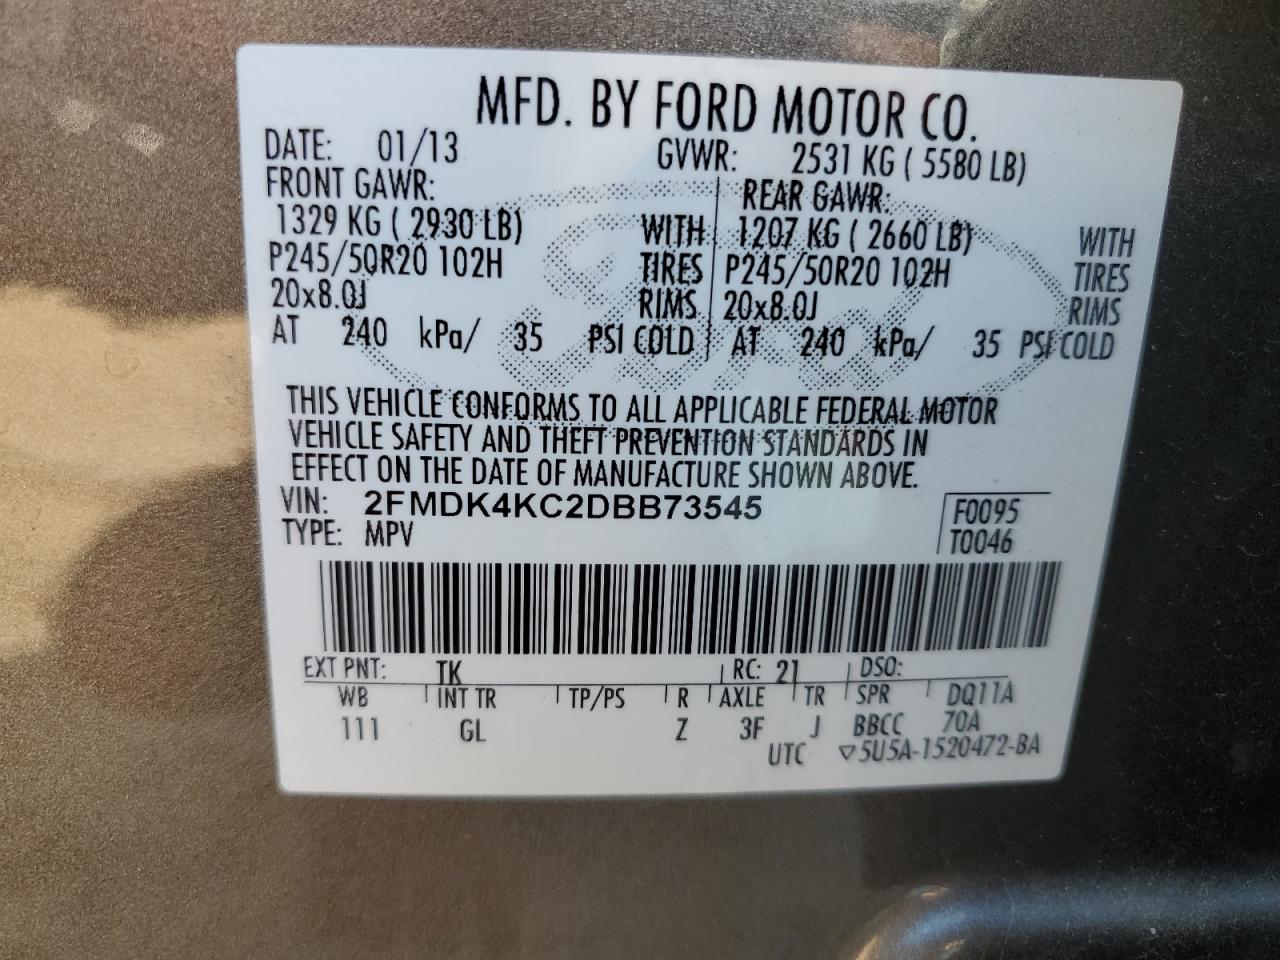 MFD. BY FORD MOTOR CO.
DATE: 01/13 GVWR: 2531 KG ( 5580 LB)
FRONT GAWR: REAR GAWR:
1329 KG ( 2930 LB) WITH 1207 KG ( 2660 LB) WITH
P245/50R20 102H TIRES P245/50R20 102H TIRES
20x8.0J RIMS 20x8.0J RIMS
AT 240 kPa/ 35 PSI COLD AT 240 kPa/ 35 PSI COLD
Ford
THIS VEHICLE CONFORMS TO ALL APPLICABLE FEDERAL MOTOR
VEHICLE SAFETY AND THEFT PREVENTION STANDARDS IN
EFFECT ON THE DATE OF MANUFACTURE SHOWN ABOVE.
VIN: 2FMDK4KC2DBB73545 F0095
TYPE: MPV T0046
EXT PNT: TK RC: 21 DSO:
WB INT TR TP/PS R AXLE TR SPR DQ11A
111 GL Z 3F J BBCC 70A
UTC ▽5U5A-1520472-BA